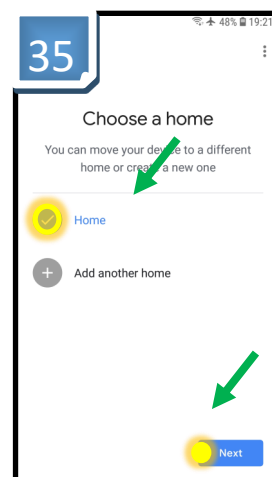 35
48% 19:21
Choose a home
You can move your device to a different
home or create a new one
Home
Add another home
Next